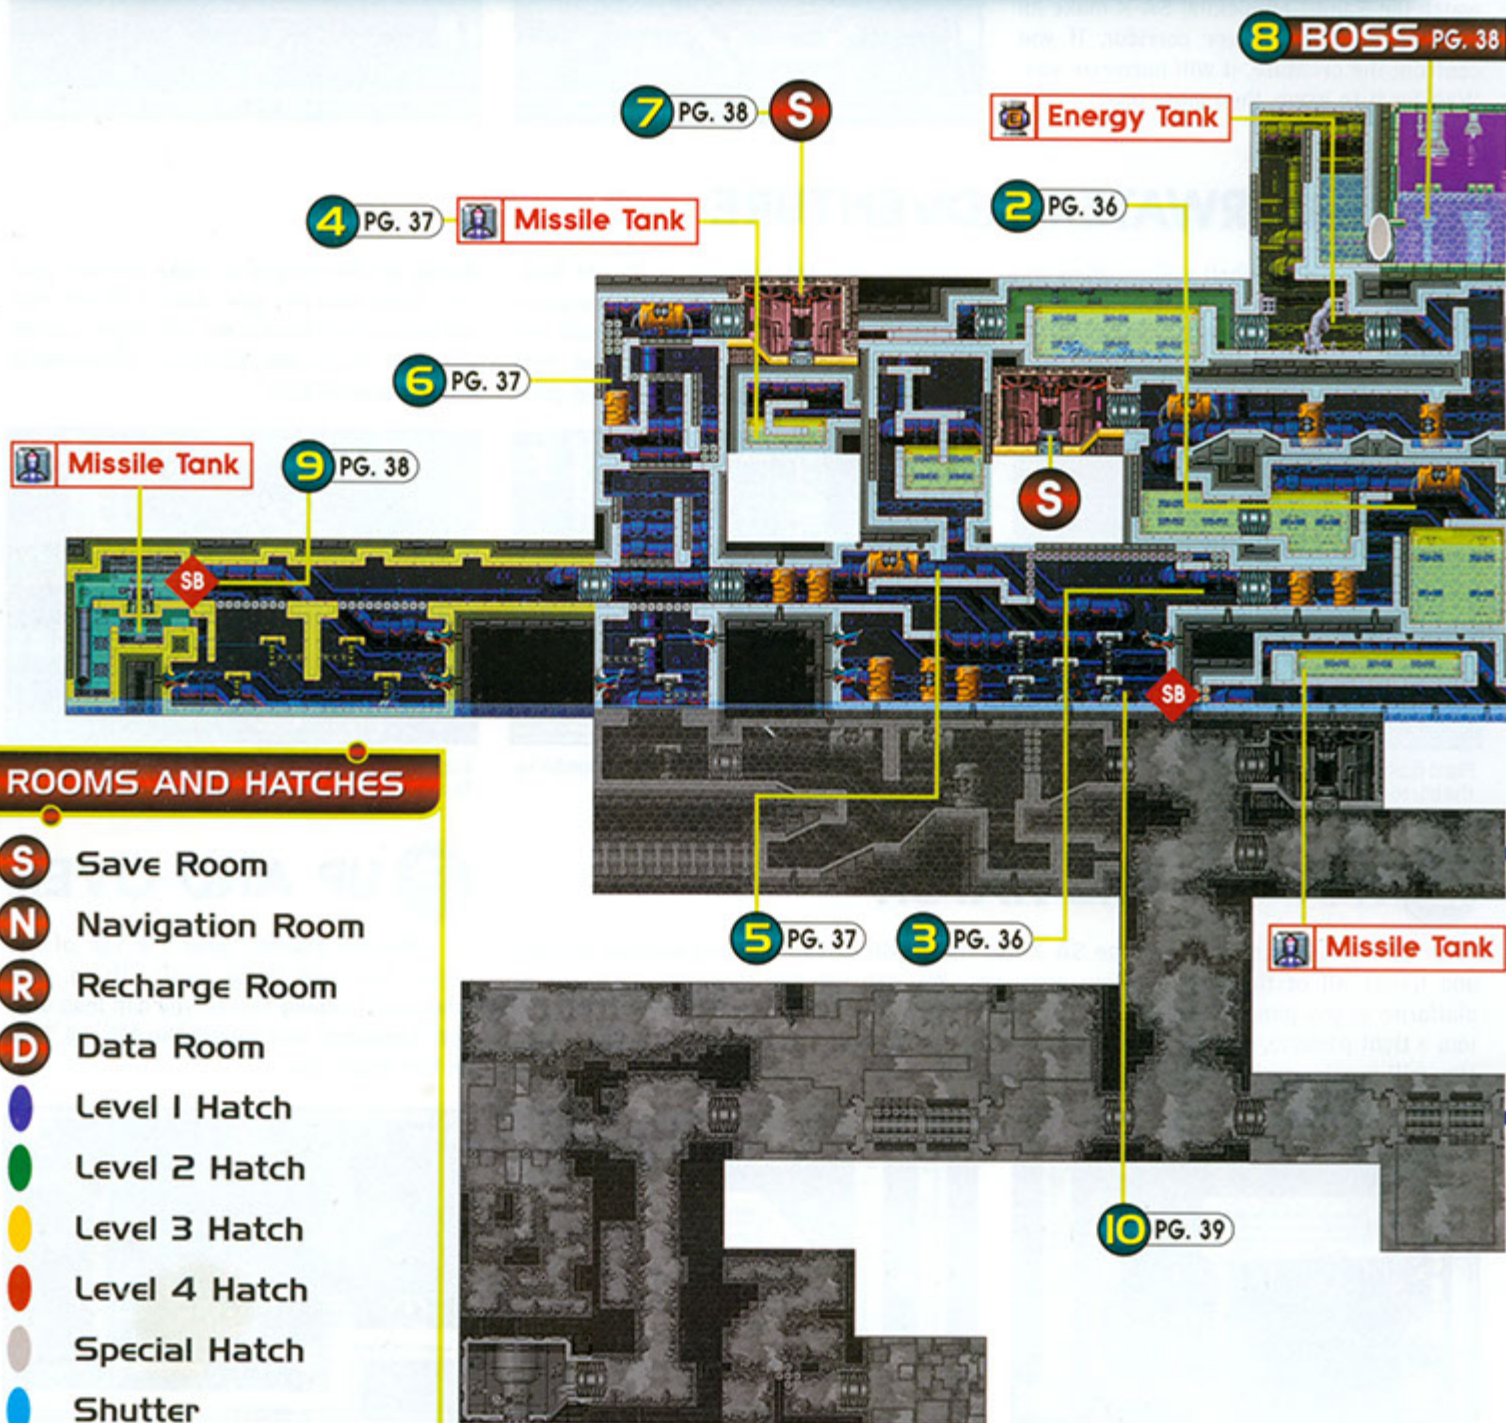 8 BOSS PG. 38
7 PG. 38 S
Energy Tank
4 PG. 37 Missile Tank
2 PG. 36
6 PG. 37
Missile Tank
9 PG. 38
S
SB
SB
ROOMS AND HATCHES
S Save Room
N Navigation Room
R Recharge Room
D Data Room
Level 1 Hatch
Level 2 Hatch
Level 3 Hatch
Level 4 Hatch
Special Hatch
Shutter
5 PG. 37
3 PG. 36
Missile Tank
10 PG. 39